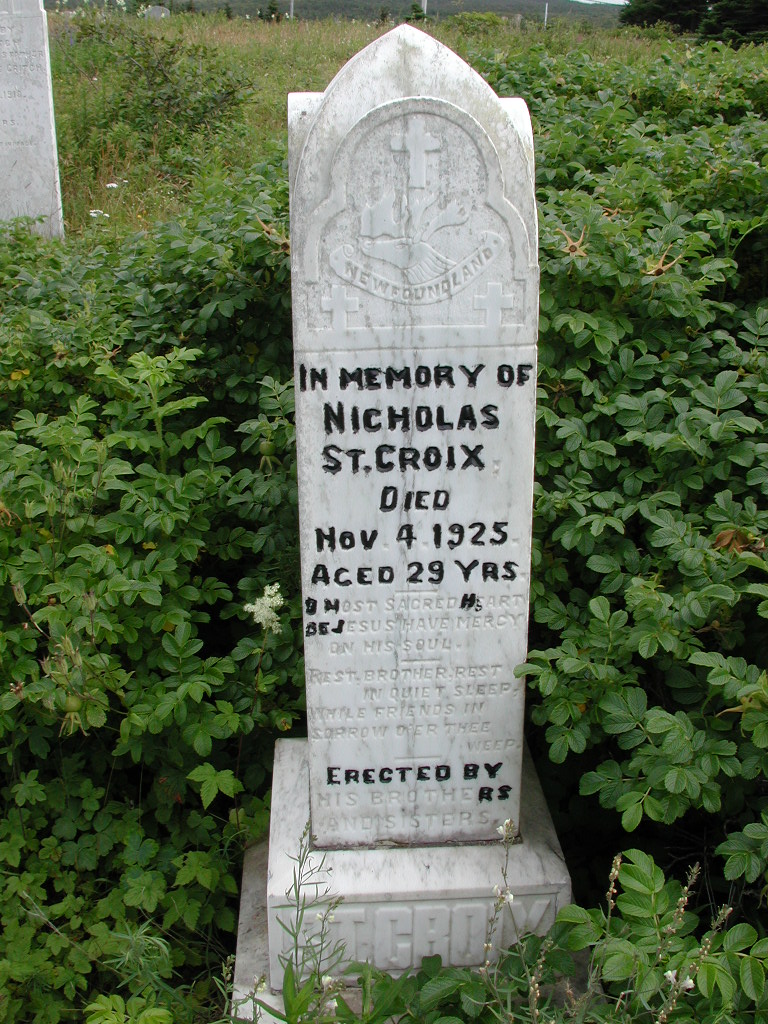 NEWFOUNDLAND
IN MEMORY OF
NICHOLAS
ST. CROIX
DIED
NOV. 4. 1925.
AGED 29 YRS.
O MOST SACRED HEART
OF JESUS HAVE MERCY
ON HIS SOUL.
REST BROTHER, REST
IN QUIET SLEEP.
WHILE FRIENDS IN
SORROW O'ER THEE
WEEP.
ERECTED BY
HIS BROTHERS
AND SISTERS.
ST. CROIX